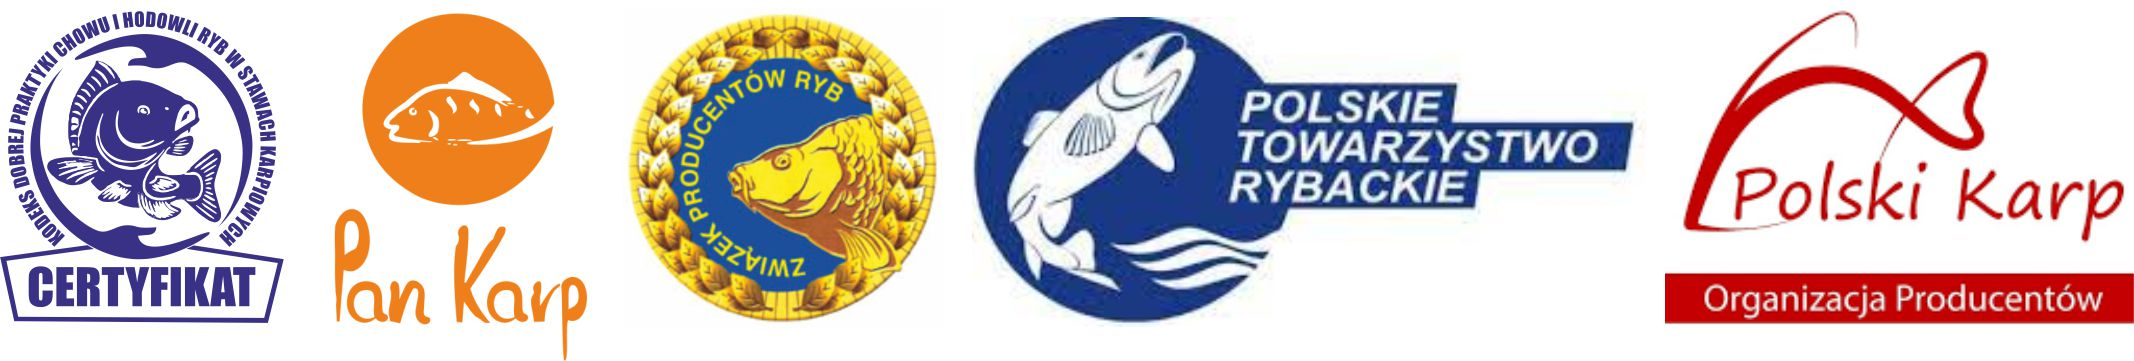 KODEKS DOBREJ PRAKTYKI CHOWU I HODOWLI RYB W STAWACH KARPIOWYCH
CERTYFIKAT
Pan Karp
ZWIĄZEK PRODUCENTÓW RYB
POLSKIE
TOWARZYSTWO
RYBACKIE
Polski Karp
Organizacja Producentów